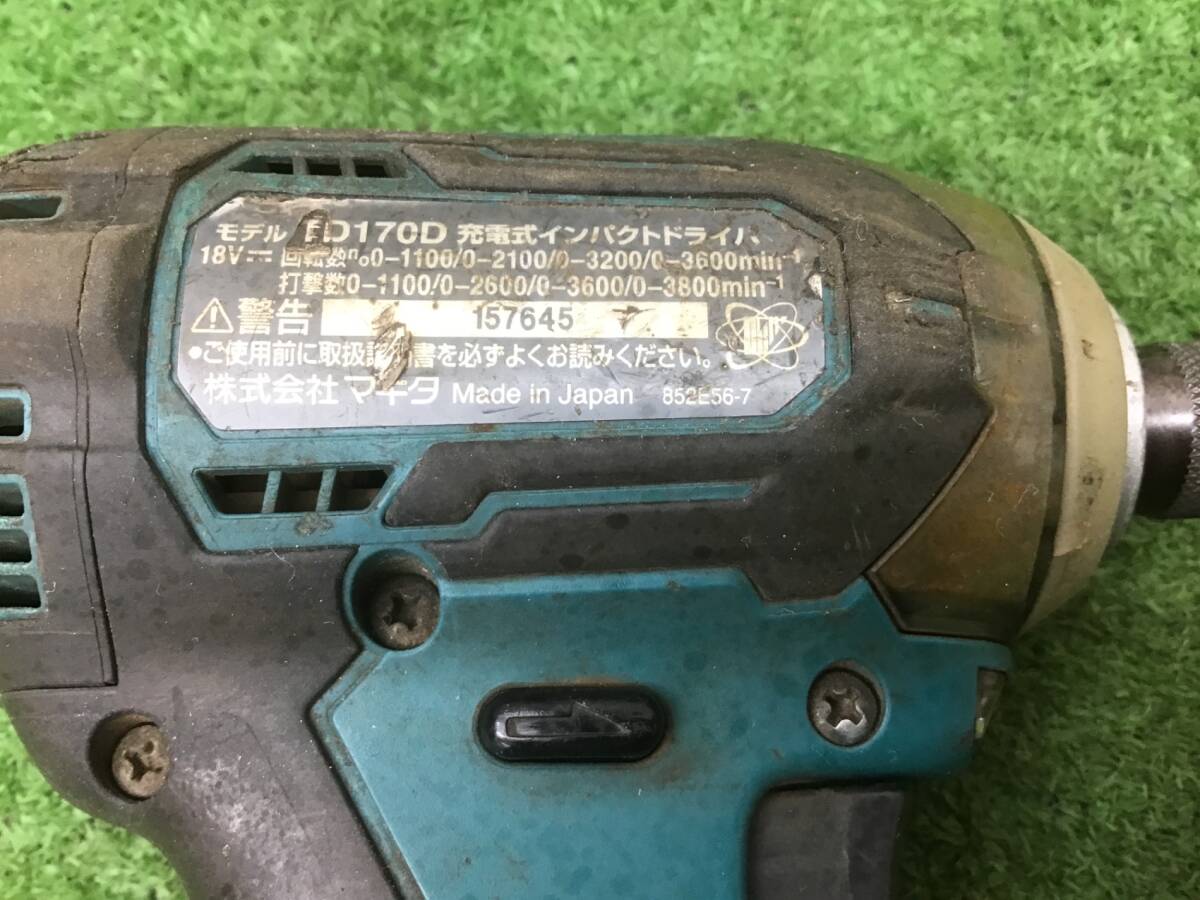 モデル TD170D 充電式インパクトドライバ
18V⎓ 回転数n₀0-1100/0-2100/0-3200/0-3600min⁻¹
打撃数0-1100/0-2600/0-3600/0-3800min⁻¹
⚠警告 157645
•ご使用前に取扱説明書を必ずよくお読みください。
株式会社マキタ Made in Japan 852E56-7